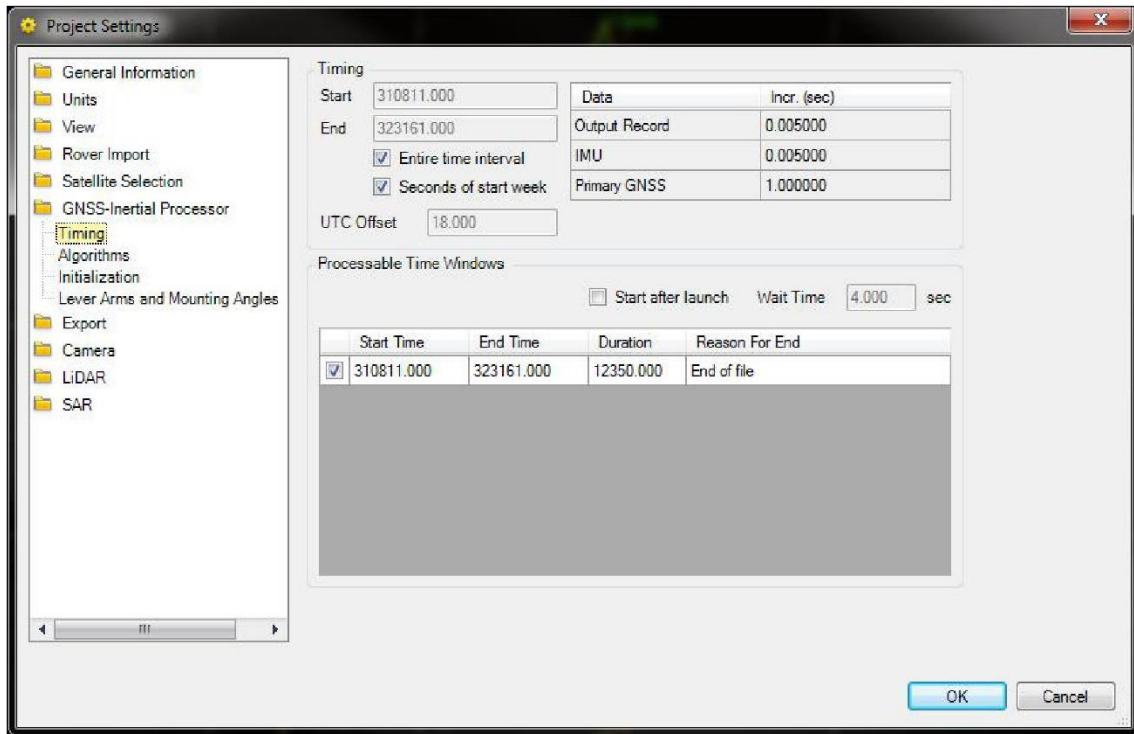 Project Settings
General Information
Units
View
Rover Import
Satellite Selection
GNSS-Inertial Processor
Timing
Algorithms
Initialization
Lever Arms and Mounting Angles
Export
Camera
LiDAR
SAR
Timing
Start 310811.000
End 323161.000
Entire time interval
Seconds of start week
UTC Offset 18.000
Data Incr. (sec)
Output Record 0.005000
IMU 0.005000
Primary GNSS 1.000000
Processable Time Windows
Start after launch Wait Time 4.000 sec
Start Time End Time Duration Reason For End
310811.000 323161.000 12350.000 End of file
OK Cancel